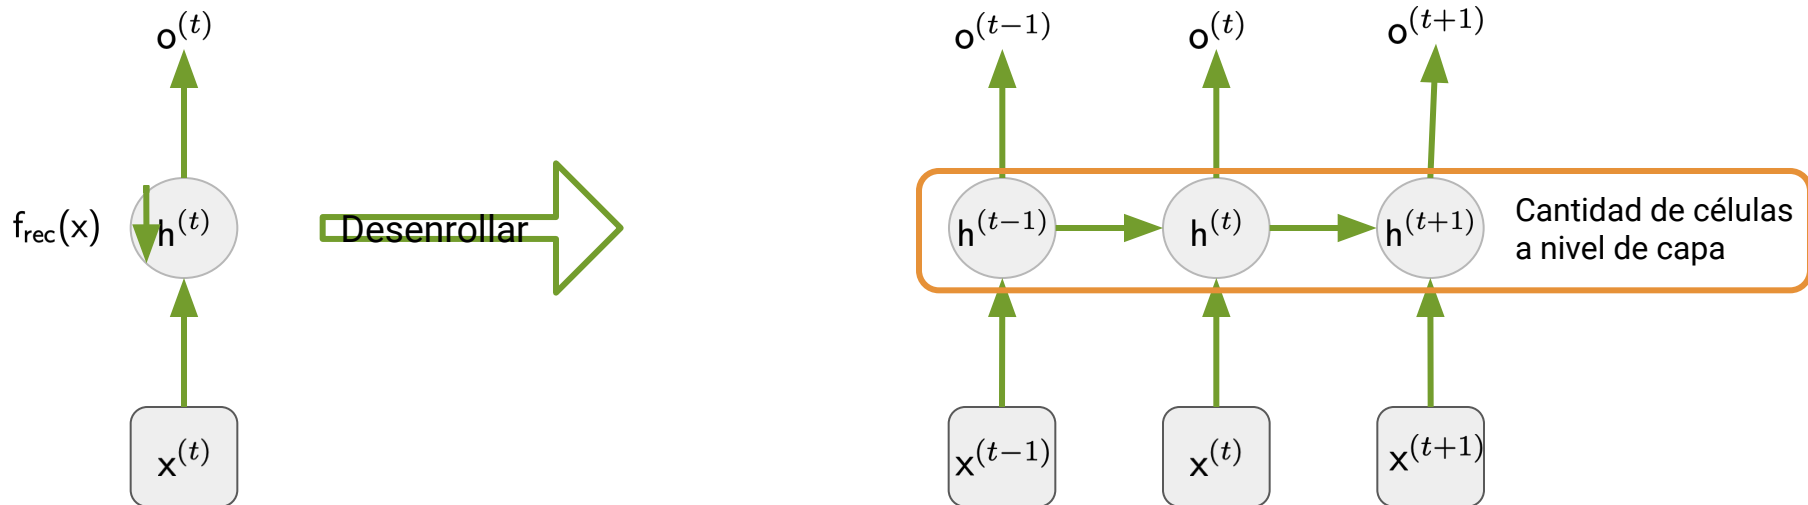 o^(t)
f_rec(x)
h^(t)
x^(t)
Desenrollar
o^(t−1) o^(t) o^(t+1)
h^(t−1) h^(t) h^(t+1)
Cantidad de células
a nivel de capa
x^(t−1) x^(t) x^(t+1)